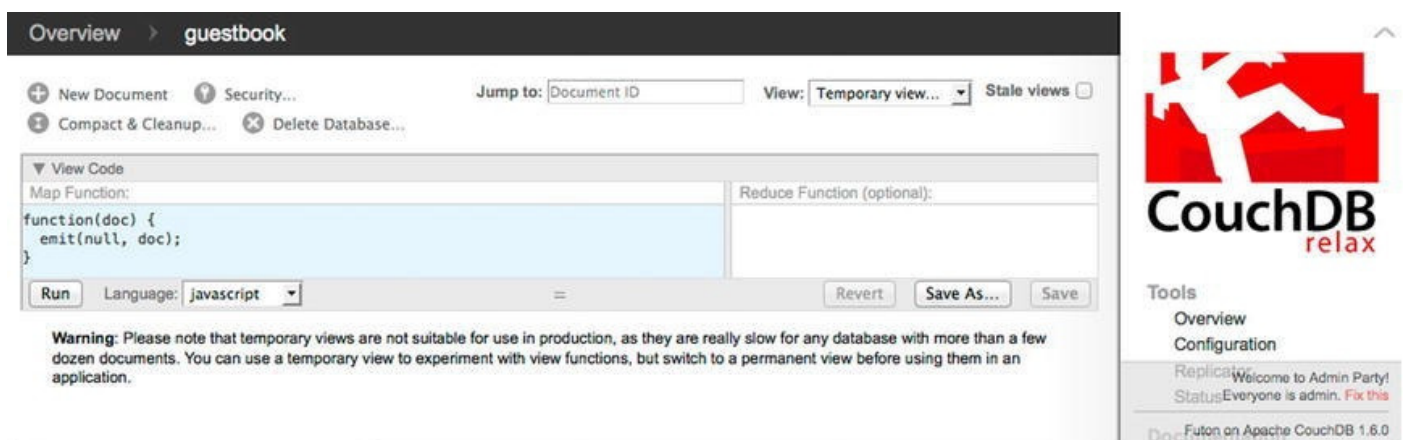 Overview > guestbook
New Document Security... Jump to: Document ID View: Temporary view... Stale views
Compact & Cleanup... Delete Database...
▼ View Code
Map Function: Reduce Function (optional):
function(doc) {
  emit(null, doc);
}
Run Language: javascript = Revert Save As... Save
Warning: Please note that temporary views are not suitable for use in production, as they are really slow for any database with more than a few
dozen documents. You can use a temporary view to experiment with view functions, but switch to a permanent view before using them in an
application.
CouchDB
relax
Tools
Overview
Configuration
Replicator
Welcome to Admin Party!
Status
Everyone is admin. Fix this
Futon on Apache CouchDB 1.6.0